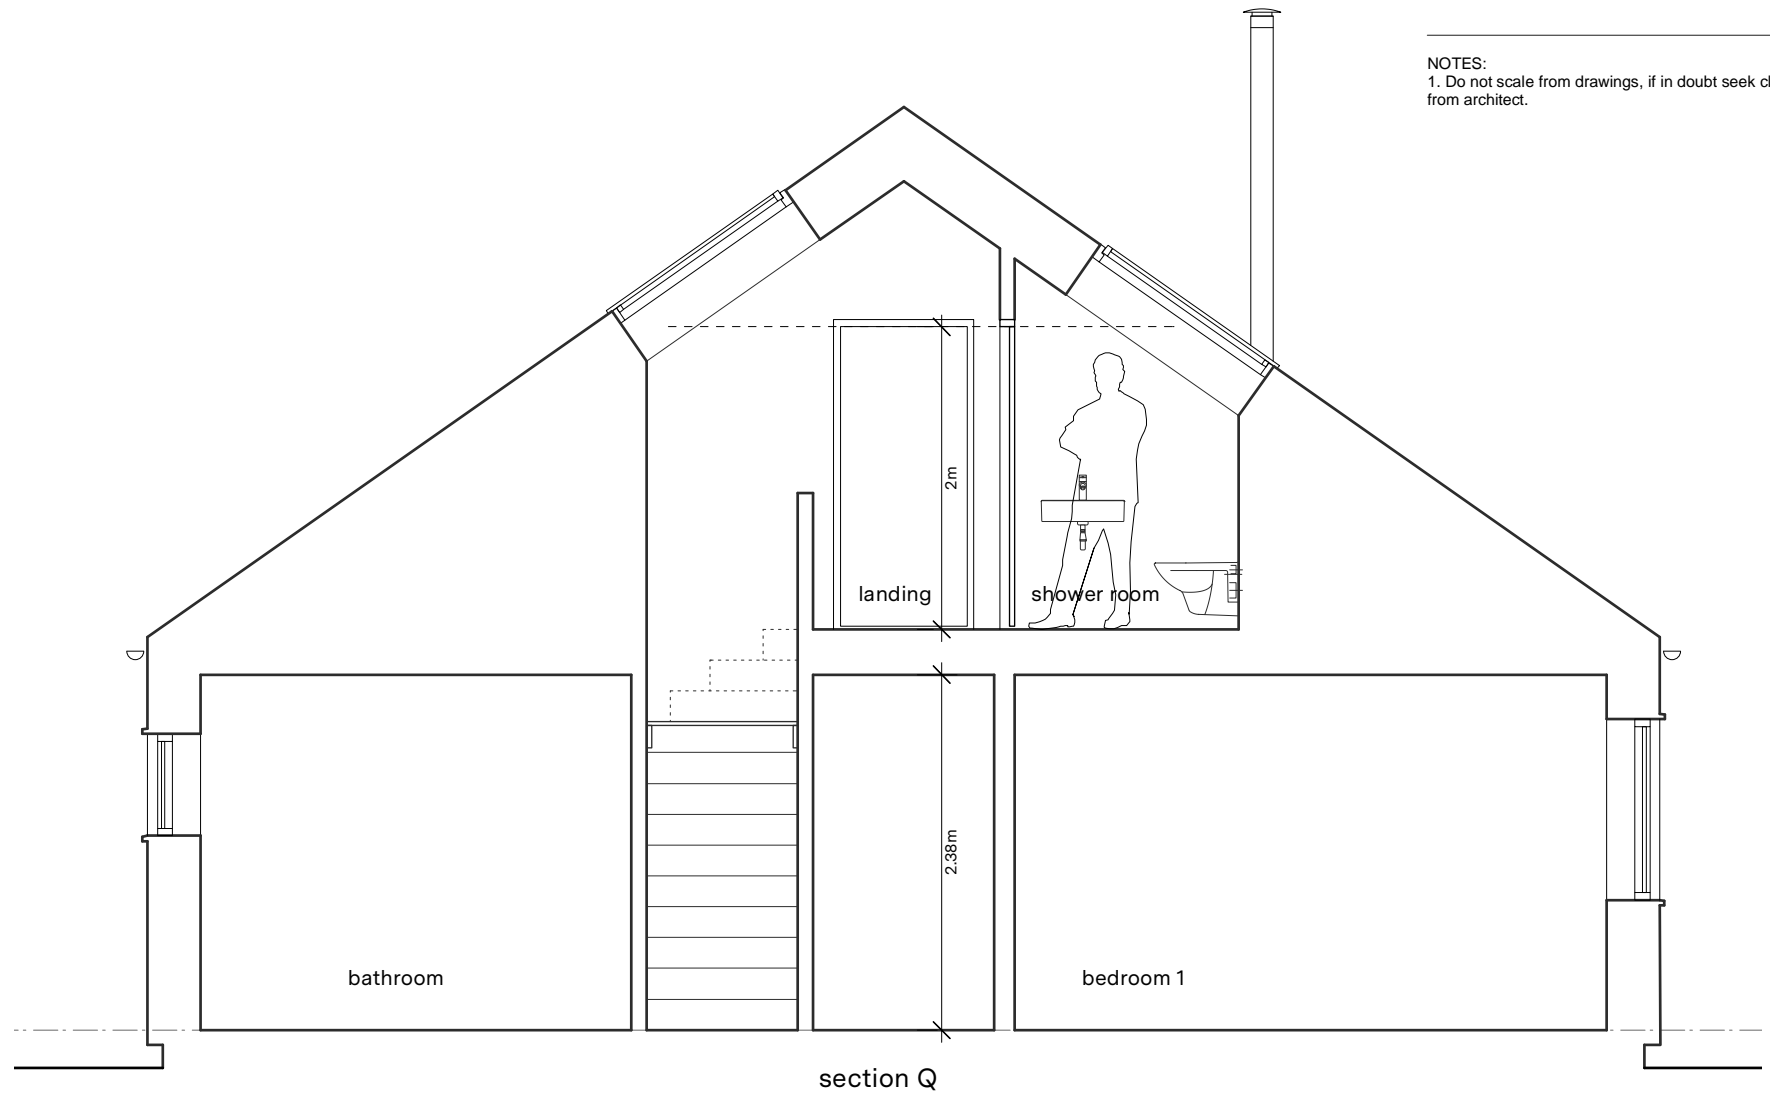 NOTES:
1. Do not scale from drawings, if in doubt seek
from architect.
2m
landing
shower room
2.38m
bathroom
bedroom 1
section Q